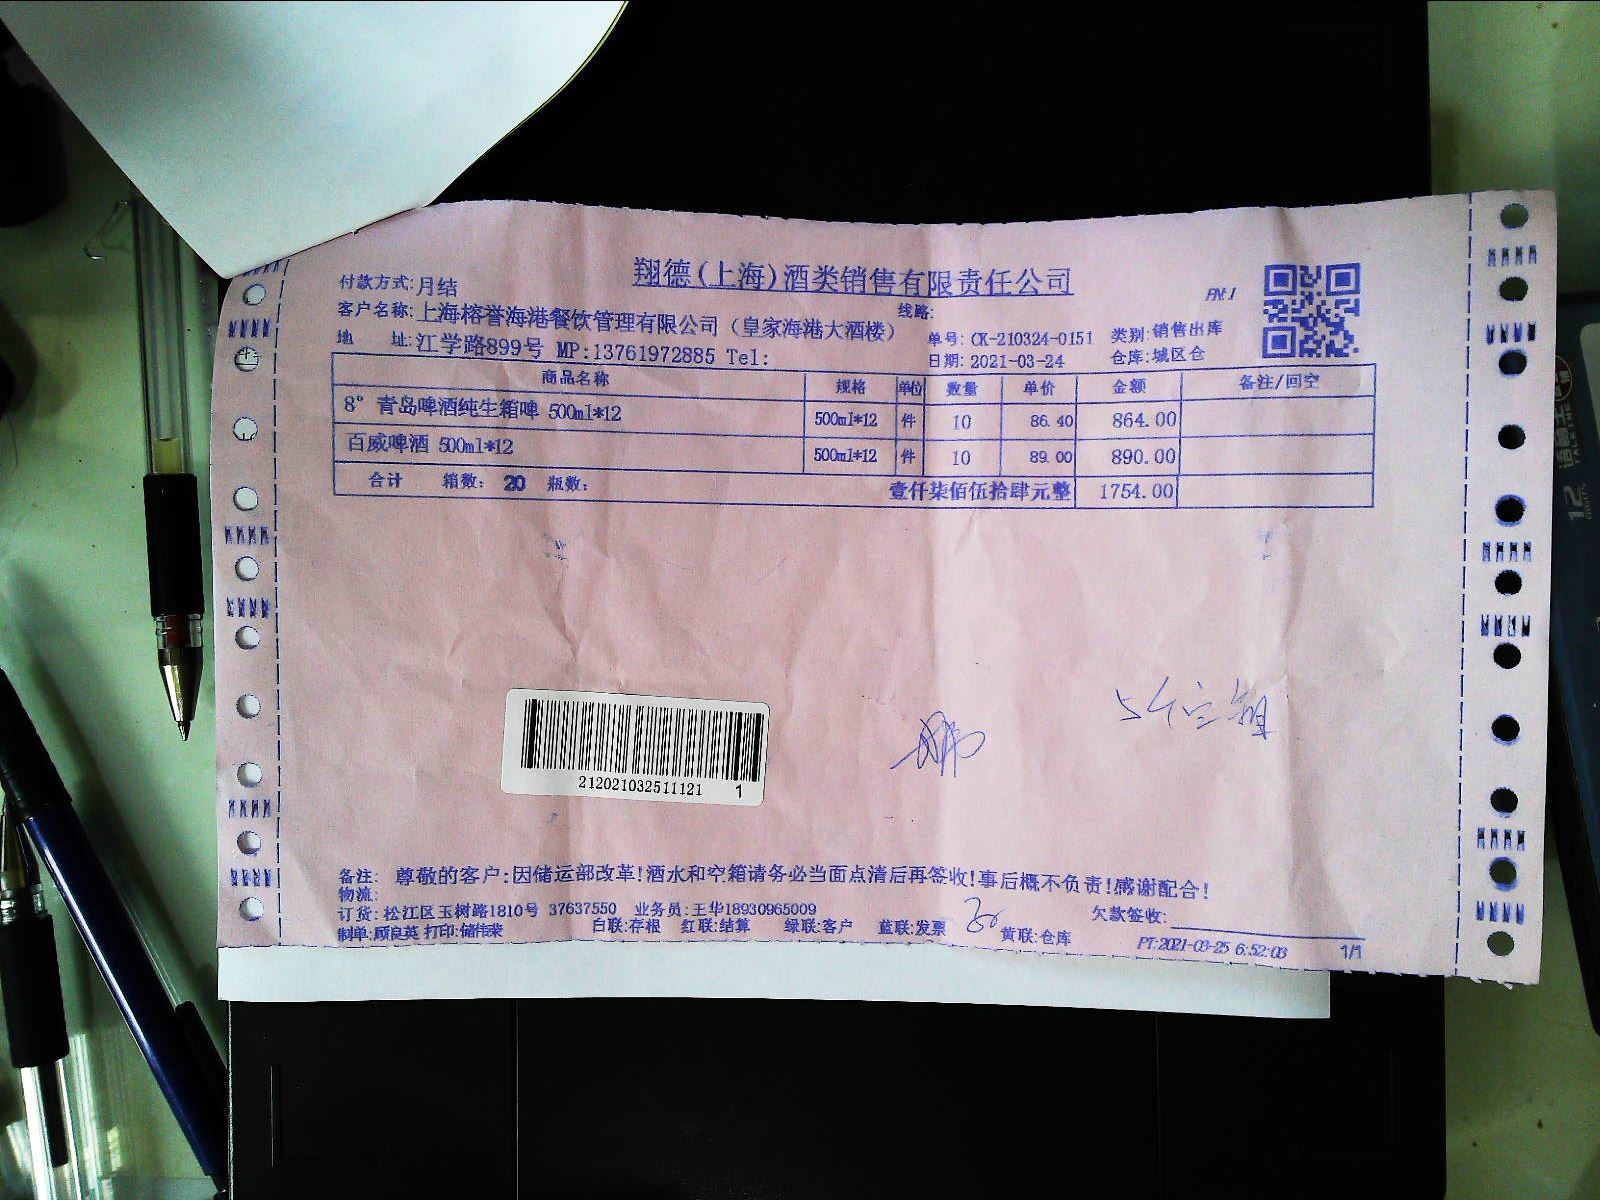 翔德(上海)酒类销售有限责任公司
付款方式:月结
PN:1
客户名称:上海榕誉海港餐饮管理有限公司（皇家海港大酒楼）
线路:
单号: CK-210324-0151 类别:销售出库
地 址:江学路899号 MP:13761972885 Tel:
日期: 2021-03-24 仓库:城区仓
商品名称 规格 单位 数量 单价 金额 备注/回空
8° 青岛啤酒纯生箱啤 500ml*12 500ml*12 件 10 86.40 864.00
百威啤酒 500ml*12 500ml*12 件 10 89.00 890.00
合计 箱数: 20 瓶数: 壹仟柒佰伍拾肆元整 1754.00
5个空箱
212021032511121 1
备注: 尊敬的客户:因储运部改革!酒水和空箱请务必当面点清后再签收!事后概不负责!感谢配合!
物流:
订货: 松江区玉树路1810号 37637550 业务员:王华18930965009
欠款签收:
制单:顾良英 打印:储伟荣 白联:存根 红联:结算 绿联:客户 蓝联:发票 黄联:仓库 PT:2021-03-25 6:52:03 1/1